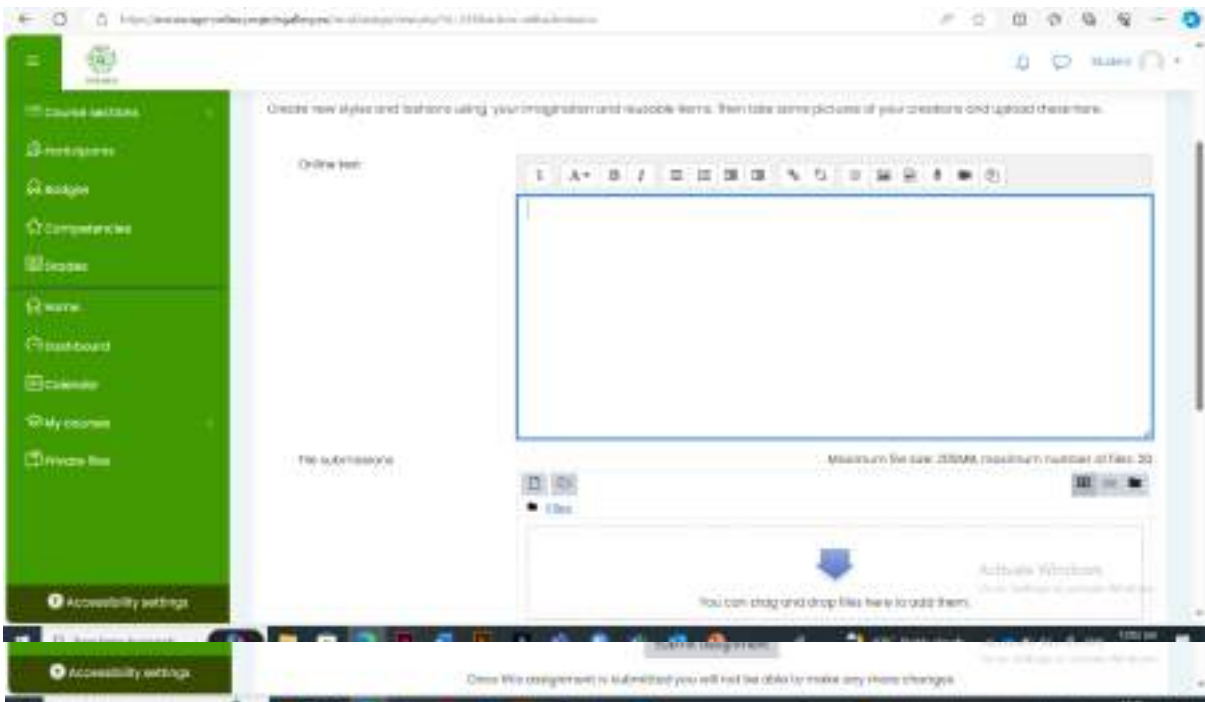 Student
Course sections
Create new styles and fashions using your imagination and reusable items. Then take some pictures of your creations and upload these here.
Participants
Online text
Badges
Competencies
Grades
Home
Dashboard
Calendar
My courses
Private files
File submissions
Maximum file size: 200MB, maximum number of files: 20
Files
Activate Windows
Accessibility settings
You can drag and drop files here to add them.
Submit assignment
Accessibility settings
Once this assignment is submitted you will not be able to make any more changes.